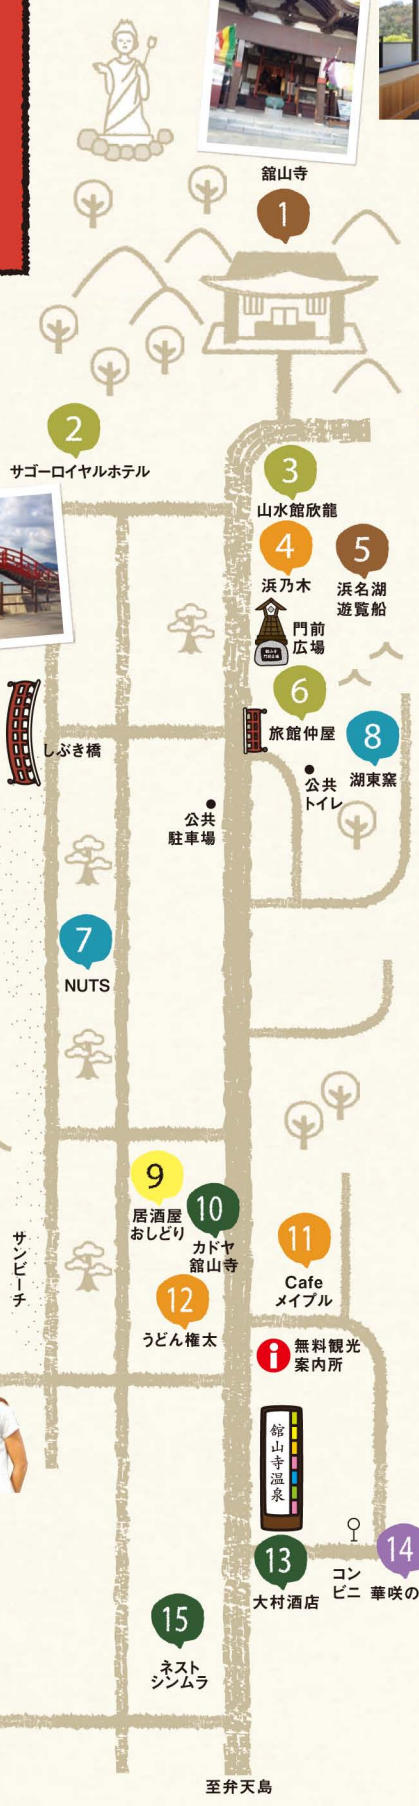 舘山寺
1
2
サゴーロイヤルホテル
3
山水館欣龍
4
浜乃木
5
浜名湖
遊覧船
門前
広場
6
旅館仲屋
しぶき橋
8
湖東窯
公共
トイレ
公共
駐車場
7
NUTS
9
居酒屋
おしどり
10
カドヤ
舘山寺
サンビーチ
11
Cafe
メイプル
12
うどん権太
i
無料観光
案内所
舘山寺温泉
13
大村酒店
コン
ビニ
14
華咲の
15
ネスト
シンムラ
至弁天島